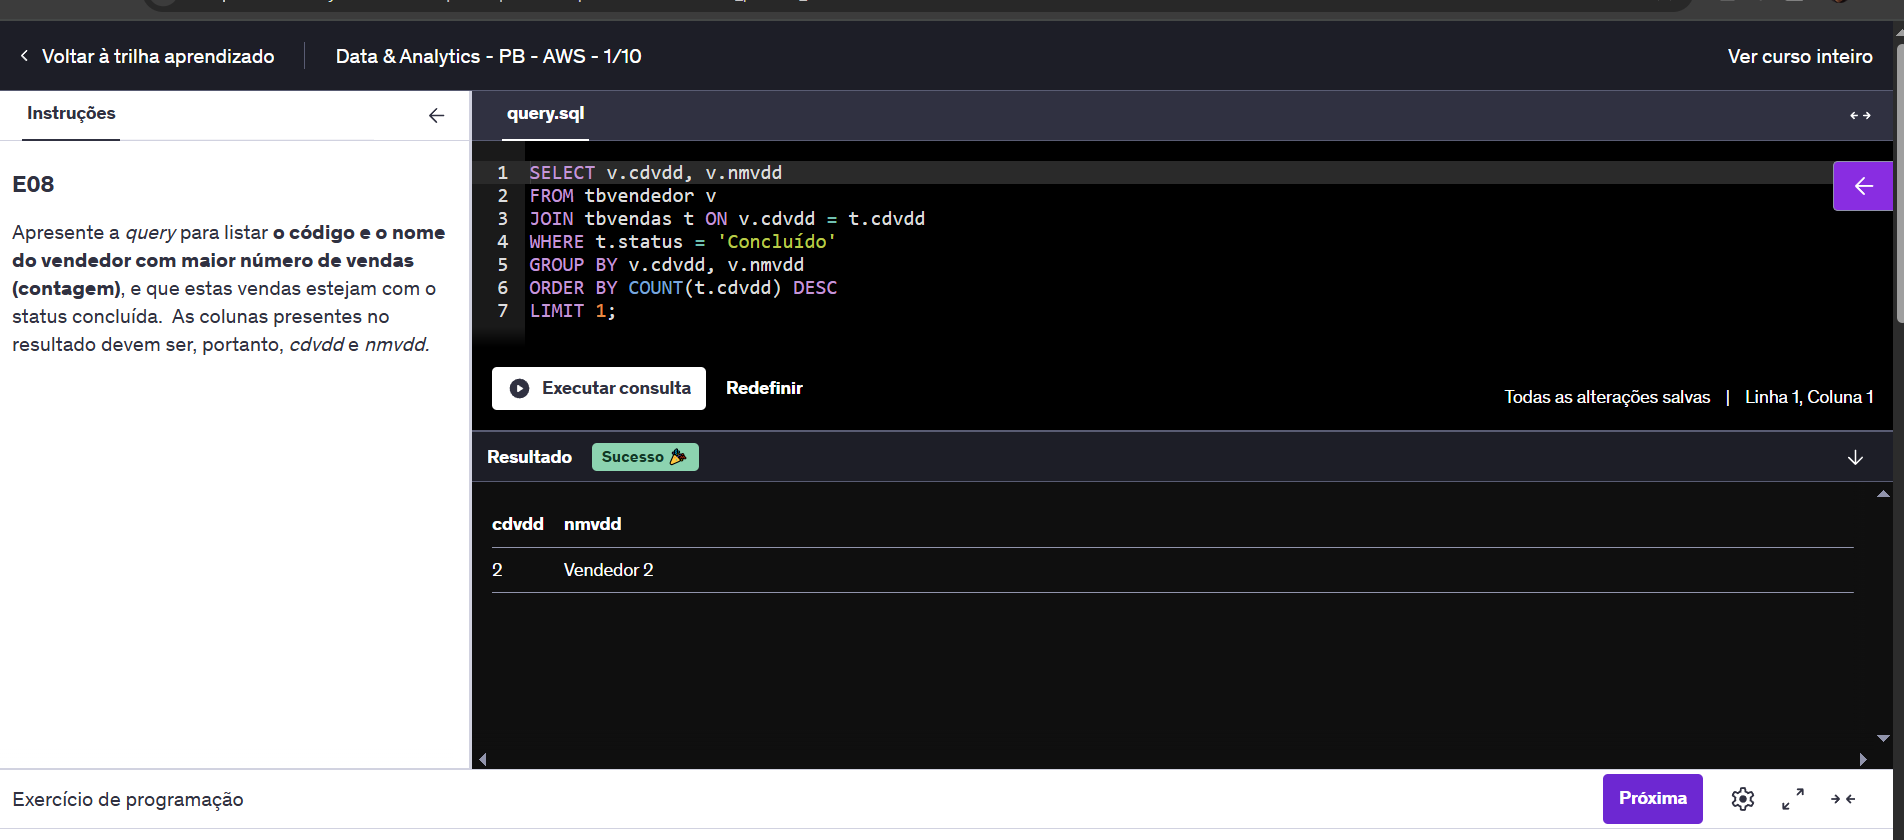 Voltar à trilha aprendizado
Data & Analytics - PB - AWS - 1/10
Ver curso inteiro
Instruções
E08
Apresente a query para listar o código e o nome
do vendedor com maior número de vendas
(contagem), e que estas vendas estejam com o
status concluída. As colunas presentes no
resultado devem ser, portanto, cdvdd e nmvdd.
query.sql
1 SELECT v.cdvdd, v.nmvdd
2 FROM tbvendedor v
3 JOIN tbvendas t ON v.cdvdd = t.cdvdd
4 WHERE t.status = 'Concluído'
5 GROUP BY v.cdvdd, v.nmvdd
6 ORDER BY COUNT(t.cdvdd) DESC
7 LIMIT 1;
Executar consulta
Redefinir
Todas as alterações salvas | Linha 1, Coluna 1
Resultado
Sucesso
cdvdd nmvdd
2 Vendedor 2
Exercício de programação
Próxima